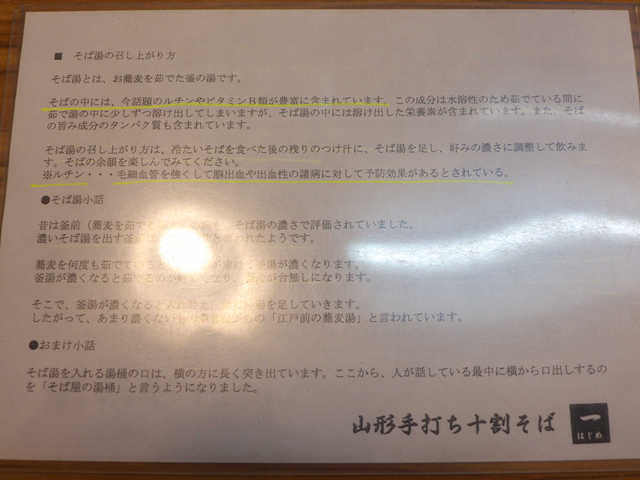 ■ そば湯の召し上がり方
そば湯とは、お蕎麦を茹でた釜の湯です。
そばの中には、今話題のルチンやビタミンB類が豊富に含まれています。この成分は水溶性のため茹でている間に
茹で湯の中に少しずつ溶け出してしまいますが、そば湯の中には溶け出した栄養素が含まれています。また、そば
の旨み成分のタンパク質も含まれています。
そば湯の召し上がり方は、冷たいそばを食べた後の残りのつけ汁に、そば湯を足し、好みの濃さに調整して飲みま
す。そばの余韻を楽しんでみてください。
※ルチン・・・毛細血管を強くして脳出血や出血性の諸病に対して予防効果があるとされている。
●そば湯小話
昔は釜前（蕎麦を茹で そば湯の濃さで評価されていました。
濃いそば湯を出す釜 われたようです。
蕎麦を何度も茹でている 湯が濃くなります。
釜湯が濃くなると茹で が台無しになります。
そこで、釜湯が濃くなると 湯を足していきます。
したがって、あまり濃くない 「江戸前の蕎麦湯」と言われています。
●おまけ小話
そば湯を入れる湯桶の口は、横の方に長く突き出ています。ここから、人が話している最中に横から口出しするの
を「そば屋の湯桶」と言うようになりました。
山形手打ち十割そば 一
はじめ